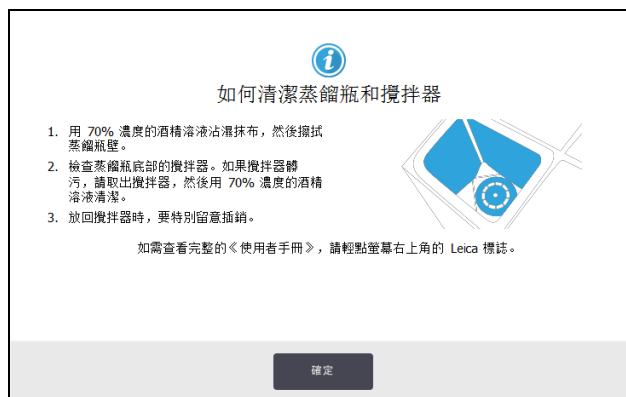 如何清潔蒸餾瓶和攪拌器
1. 用 70% 濃度的酒精溶液沾濕抹布，然後擦拭
蒸餾瓶壁。
2. 檢查蒸餾瓶底部的攪拌器。如果攪拌器髒
污，請取出攪拌器，然後用 70% 濃度的酒精
溶液清潔。
3. 放回攪拌器時，要特別留意插銷。
如需查看完整的《使用者手冊》，請輕點螢幕右上角的 Leica 標誌。
確定